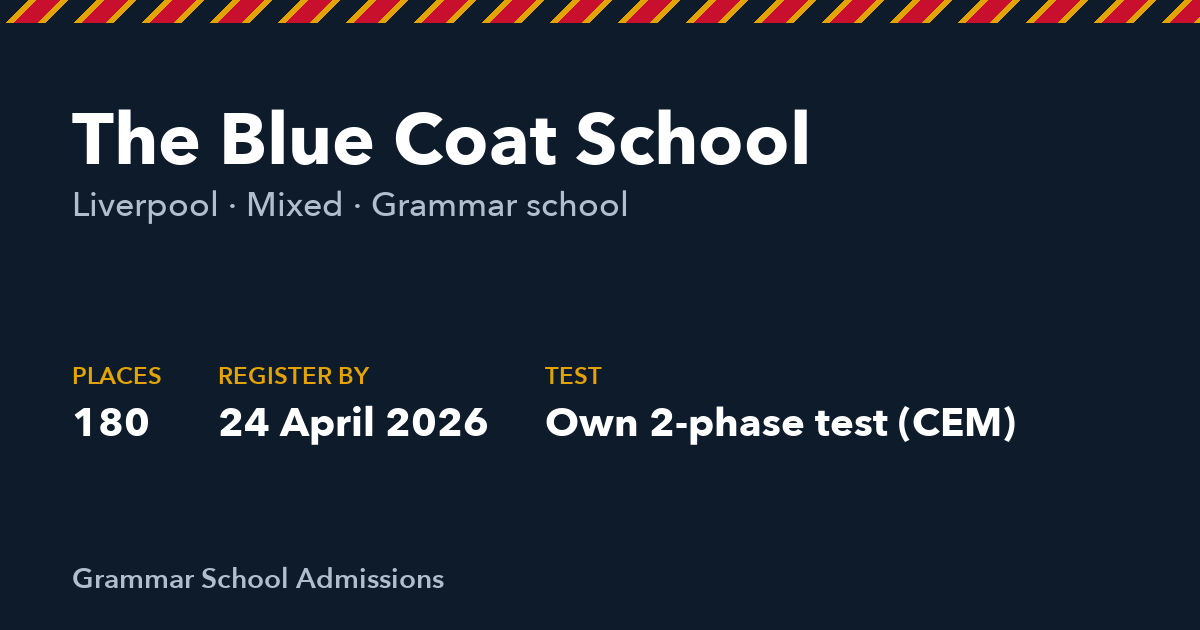 The Blue Coat School
Liverpool · Mixed · Grammar school
PLACES
180
REGISTER BY
24 April 2026
TEST
Own 2-phase test (CEM)
Grammar School Admissions